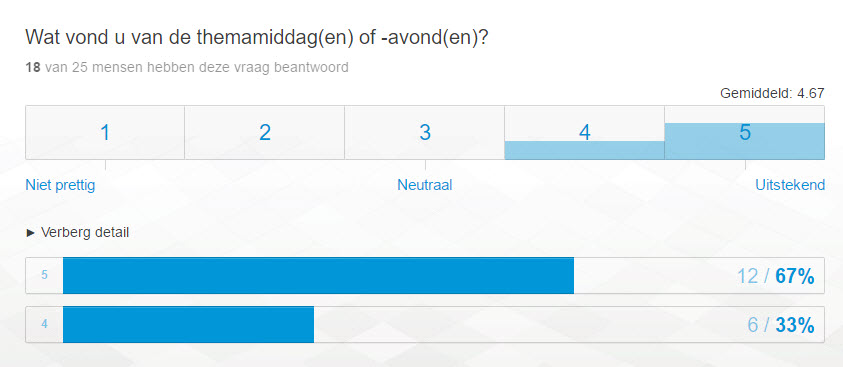 Wat vond u van de themamiddag(en) of -avond(en)?
18 van 25 mensen hebben deze vraag beantwoord
Gemiddeld: 4.67
1 2 3 4 5
Niet prettig Neutraal Uitstekend
► Verberg detail
5 12 / 67%
4 6 / 33%